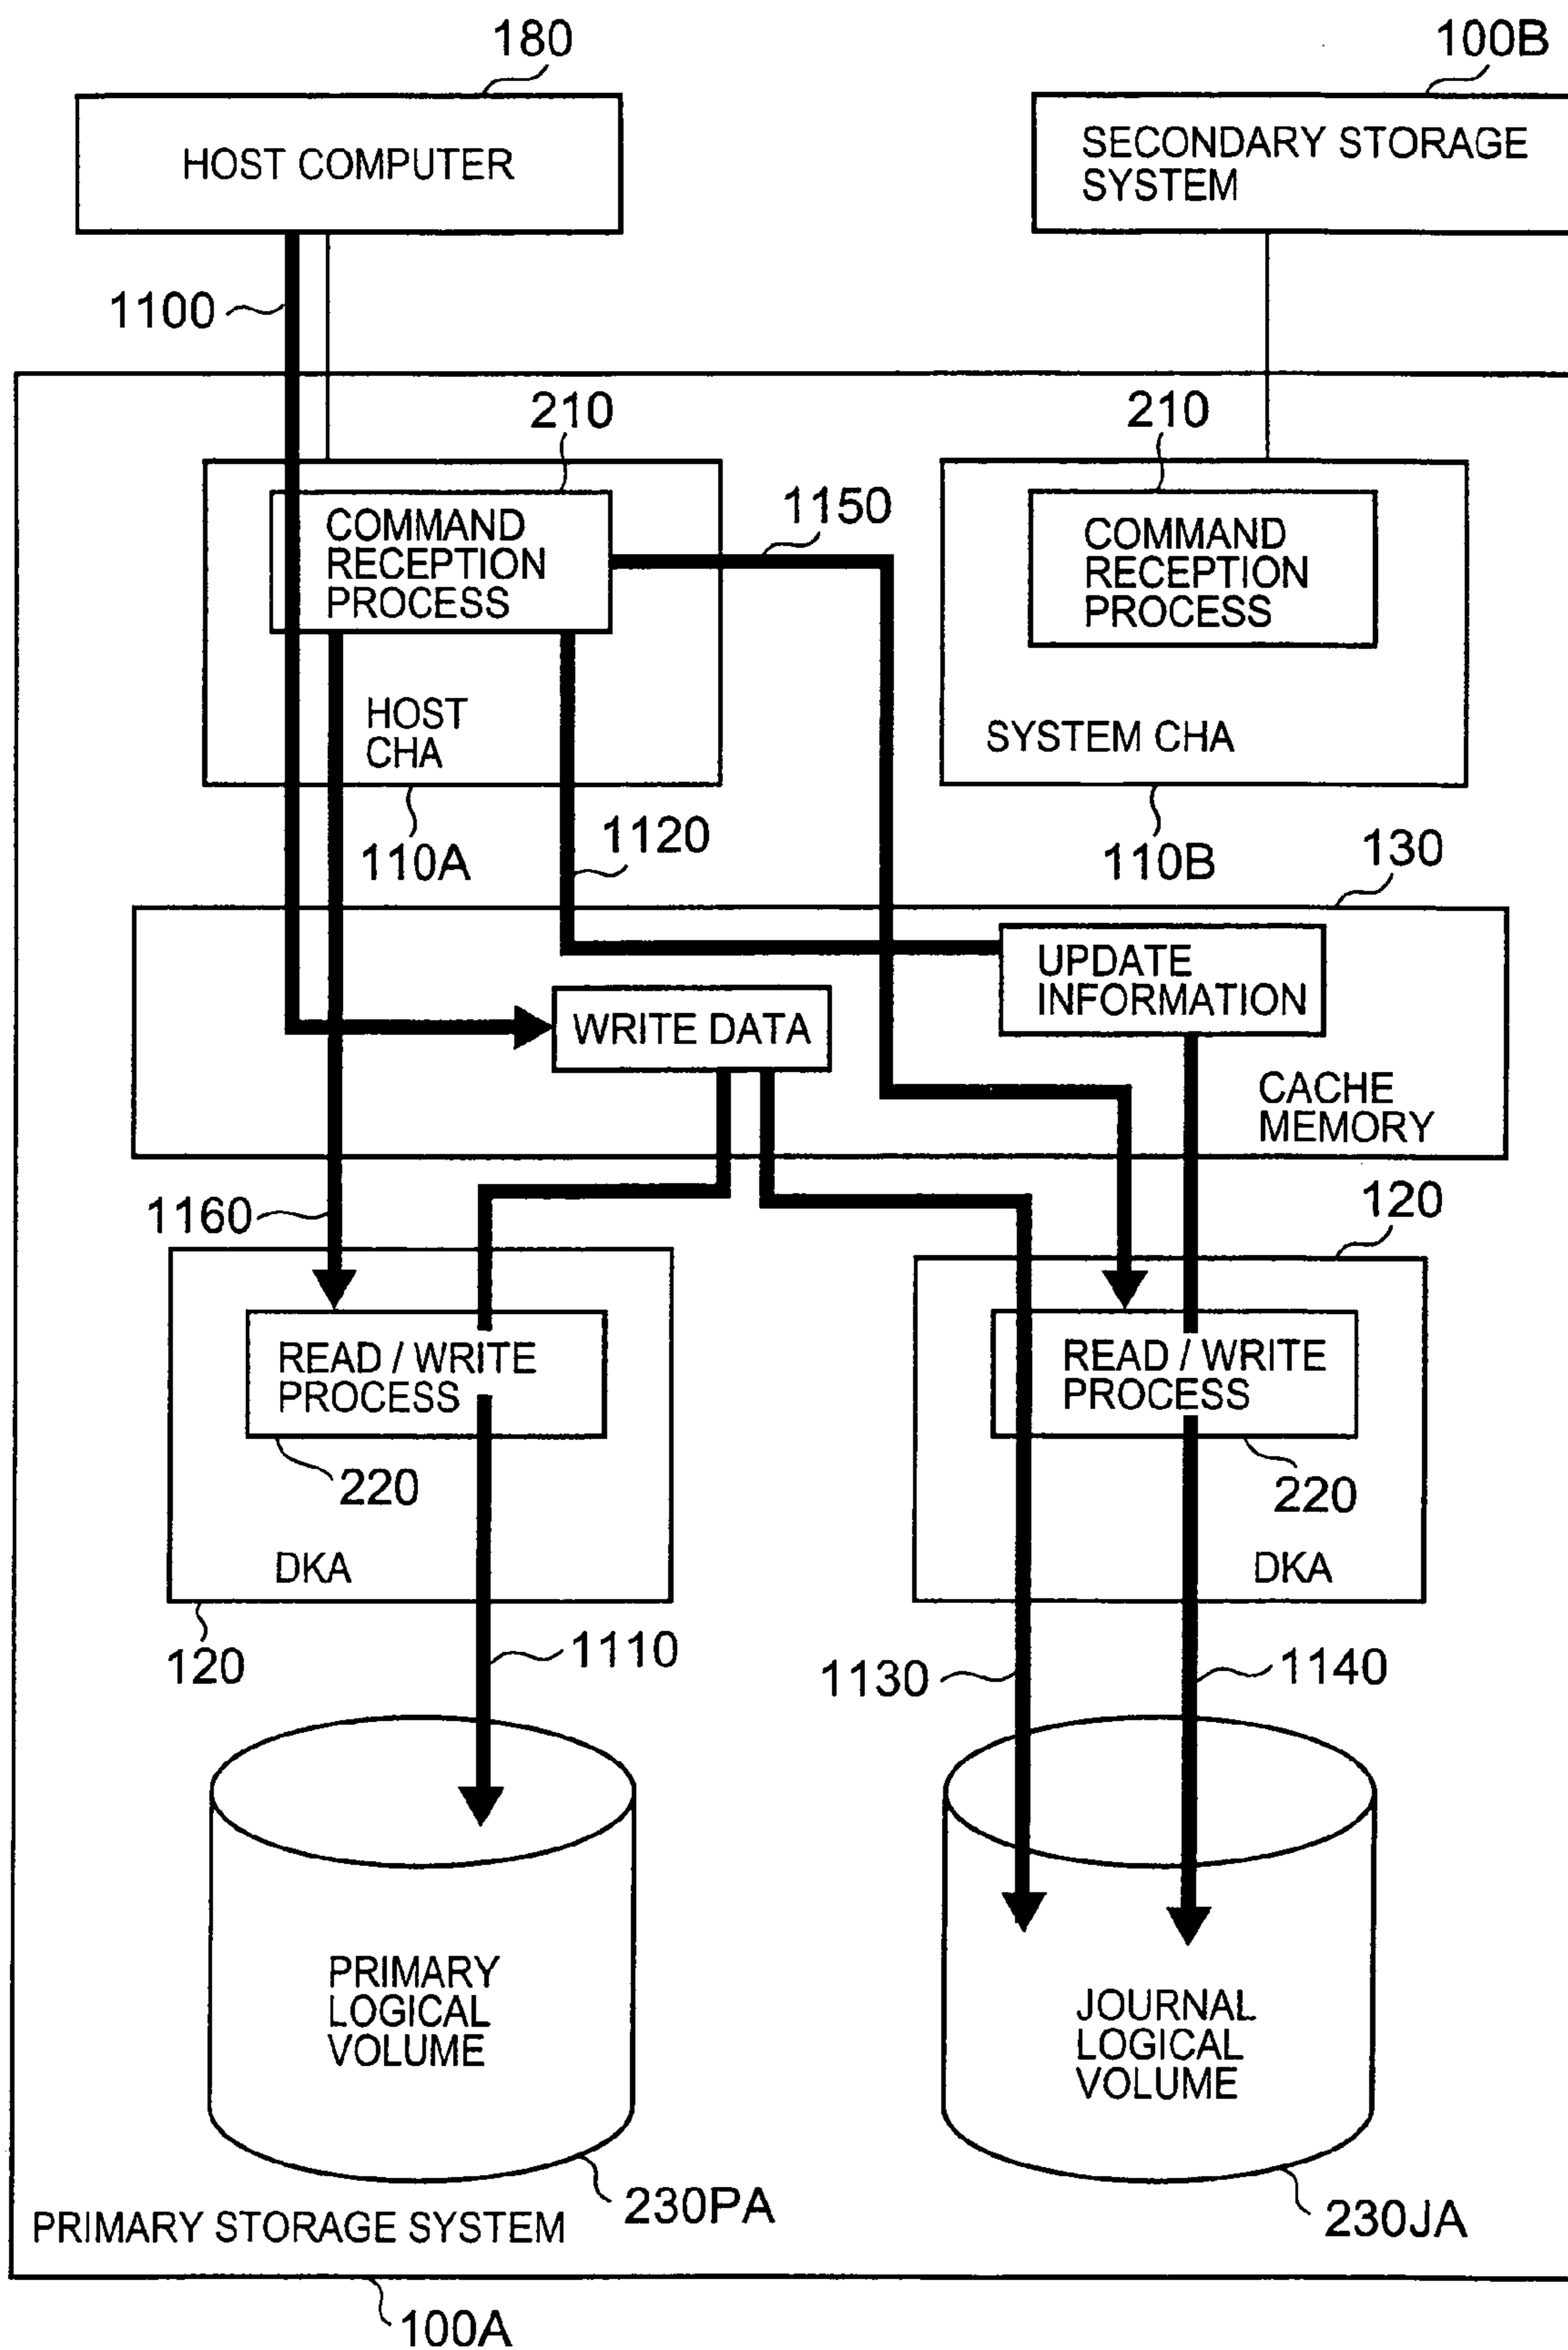 180
100B
HOST COMPUTER
SECONDARY STORAGE
SYSTEM
1100
210
210
1150
COMMAND
RECEPTION
PROCESS
COMMAND
RECEPTION
PROCESS
HOST
CHA
SYSTEM CHA
110A
1120
110B
130
UPDATE
INFORMATION
WRITE DATA
CACHE
MEMORY
1160
120
READ / WRITE
PROCESS
READ / WRITE
PROCESS
220
220
DKA
DKA
120
1110
1130
1140
PRIMARY
LOGICAL
VOLUME
JOURNAL
LOGICAL
VOLUME
230PA
230JA
PRIMARY STORAGE SYSTEM
100A